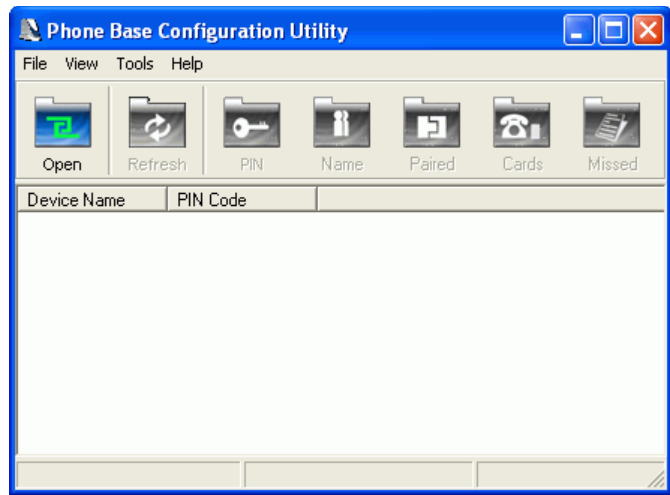 Phone Base Configuration Utility
File View Tools Help
Open Refresh PIN Name Paired Cards Missed
Device Name PIN Code